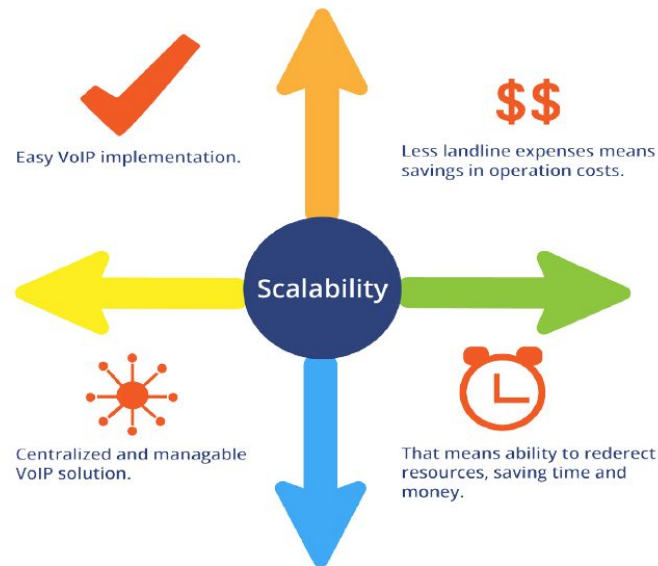 $$
Easy VoIP implementation.
Less landline expenses means
savings in operation costs.
Scalability
Centralized and managable
VoIP solution.
That means ability to rederect
resources, saving time and
money.